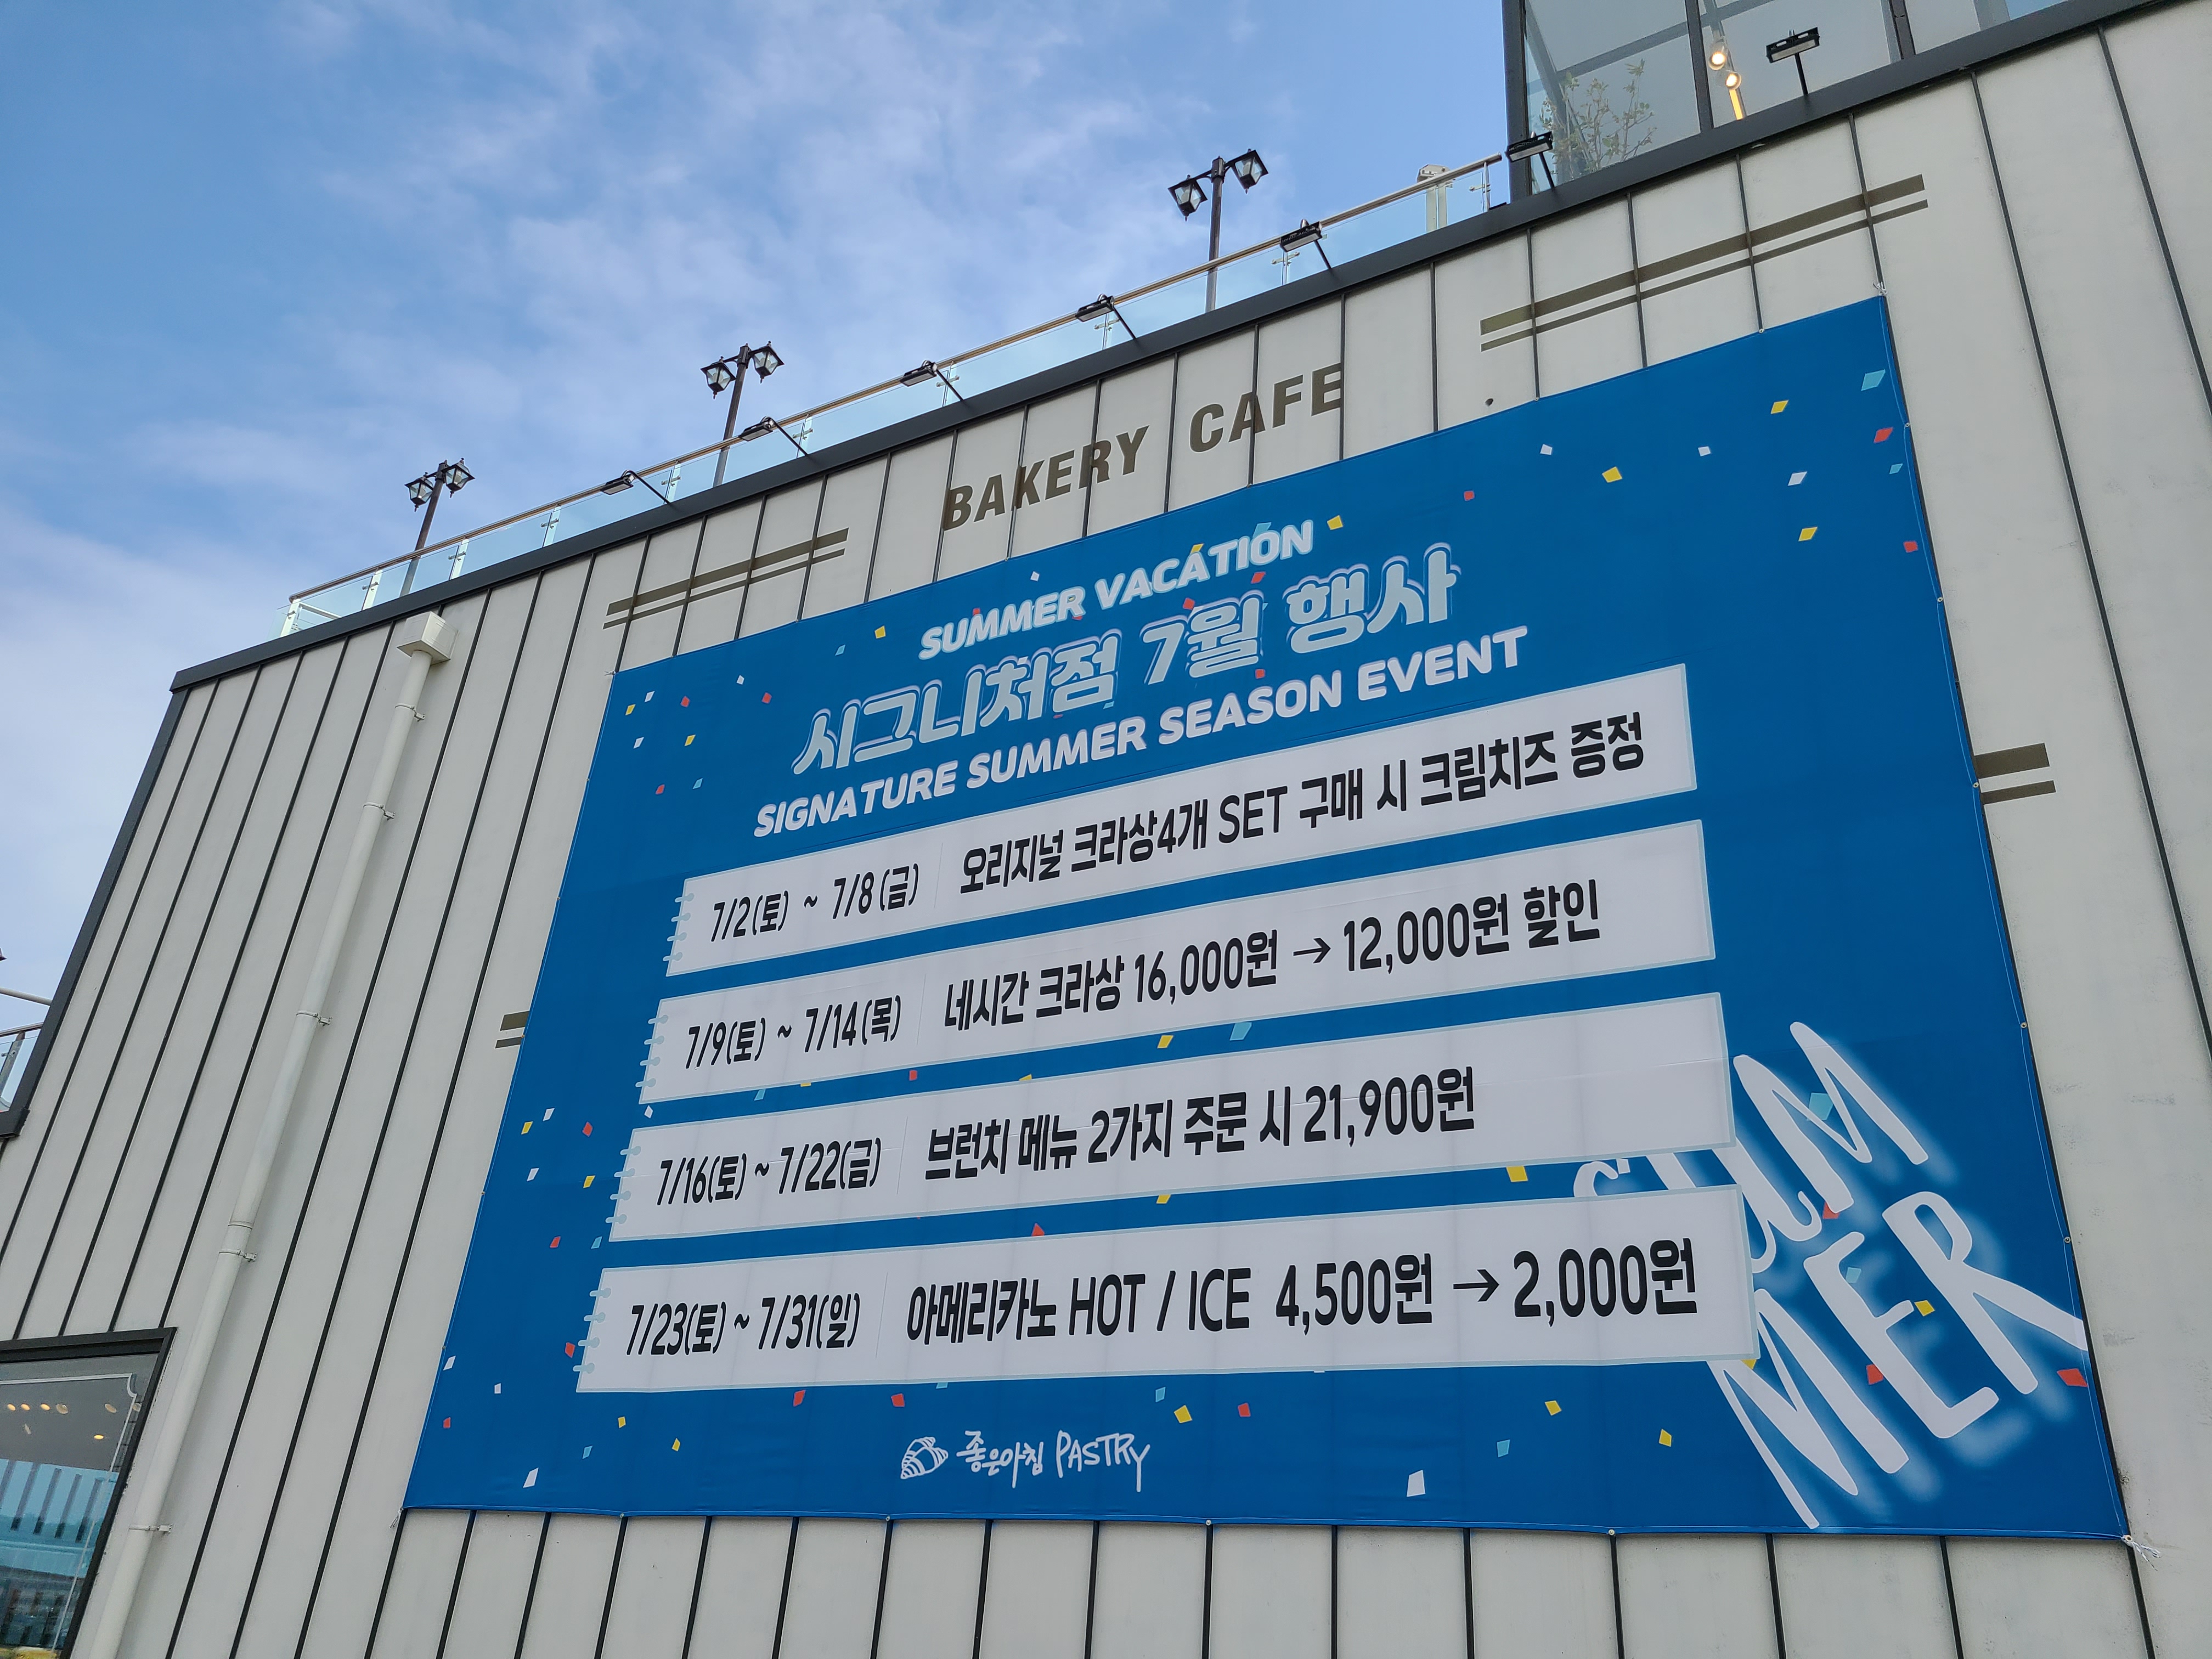 BAKERY CAFE
SUMMER VACATION
시그니처점 7월 행사
SIGNATURE SUMMER SEASON EVENT
7/2(토) ~ 7/8(금) 오리지널 크라상4개 SET 구매 시 크림치즈 증정
7/9(토) ~ 7/14(목) 네시간 크라상 16,000원 → 12,000원 할인
7/16(토) ~ 7/22(금) 브런치 메뉴 2가지 주문 시 21,900원
7/23(토) ~ 7/31(일) 아메리카노 HOT / ICE 4,500원 → 2,000원
SUM
MER
좋은아침 PASTRY